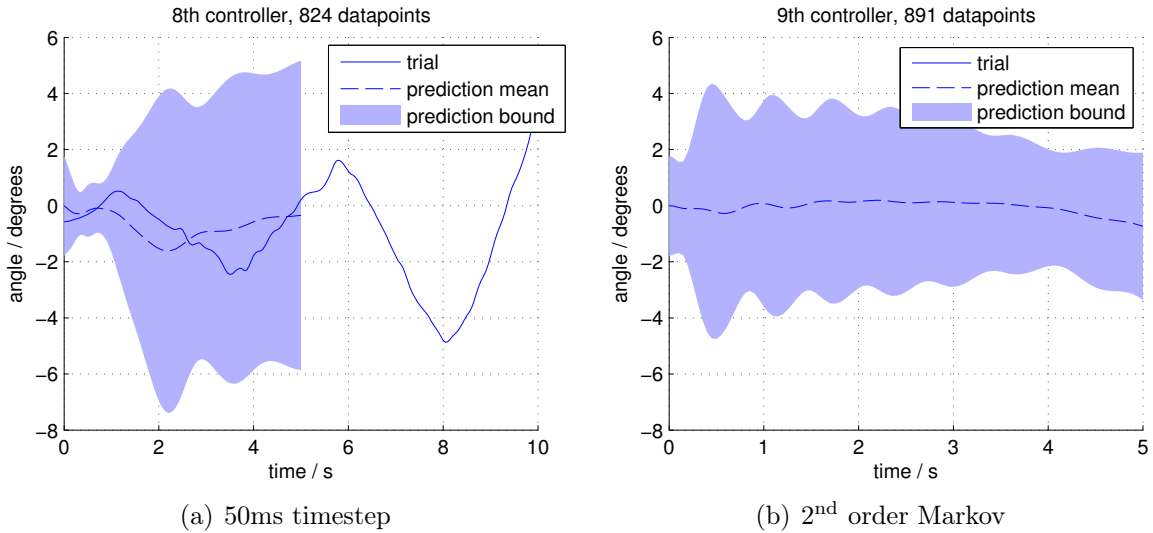 8th controller, 824 datapoints
6
4
2
0
−2
−4
−6
−8
angle / degrees
0
2
4
6
8
10
time / s
trial
prediction mean
prediction bound
(a) 50ms timestep
9th controller, 891 datapoints
6
4
2
0
−2
−4
−6
−8
angle / degrees
0
1
2
3
4
5
time / s
trial
prediction mean
prediction bound
(b) 2nd order Markov